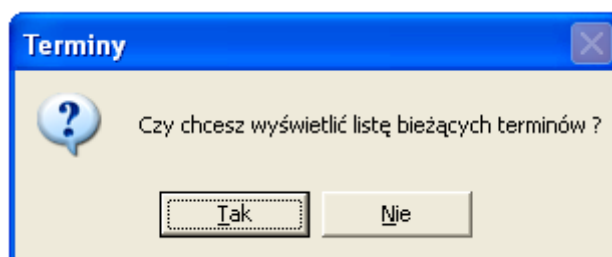 Terminy
Czy chcesz wyświetlić listę bieżących terminów ?
Tak Nie